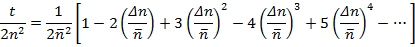 t/2n² = 1/2n̄² [1 − 2(Δn/n̄) + 3(Δn/n̄)² − 4(Δn/n̄)³ + 5(Δn/n̄)⁴ − ⋯]